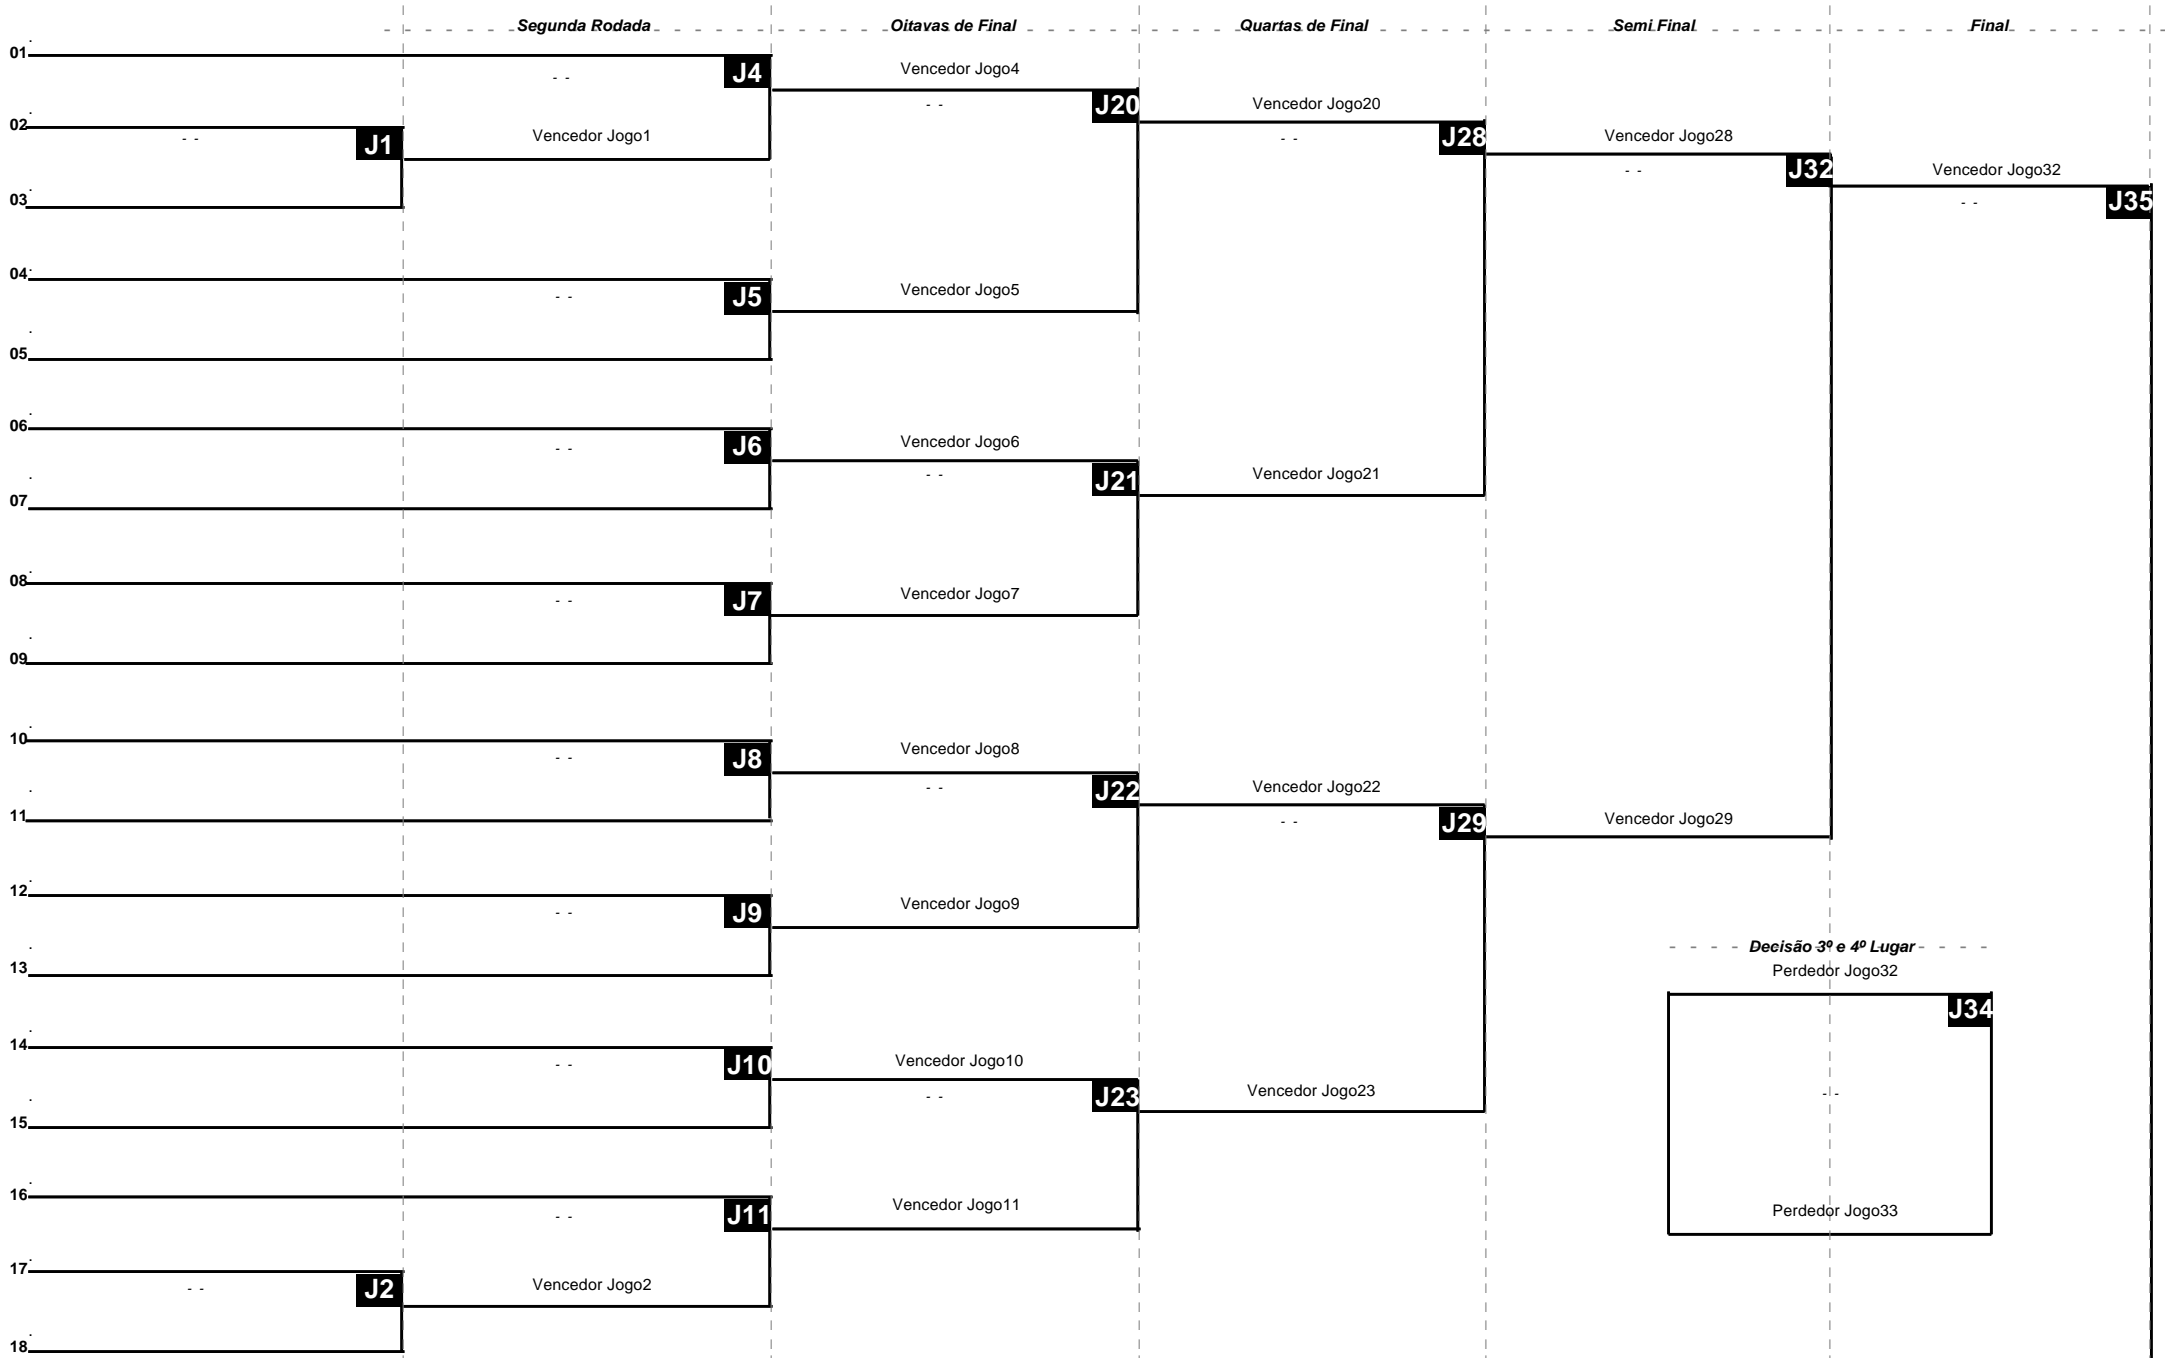 Segunda Rodada Oitavas de Final Quartas de Final Semi Final Final
01
J4
- -
Vencedor Jogo4
- -
J20
Vencedor Jogo20
- -
J28
Vencedor Jogo28
- -
J32
Vencedor Jogo32
- -
J35
02
- -
J1
Vencedor Jogo1
03
04
- -
J5
Vencedor Jogo5
05
06
- -
J6
Vencedor Jogo6
- -
J21
Vencedor Jogo21
07
08
- -
J7
Vencedor Jogo7
09
10
- -
J8
Vencedor Jogo8
- -
J22
Vencedor Jogo22
- -
J29
Vencedor Jogo29
11
12
- -
J9
Vencedor Jogo9
13
Decisão 3º e 4º Lugar
Perdedor Jogo32
J34
- -
Perdedor Jogo33
14
- -
J10
Vencedor Jogo10
- -
J23
Vencedor Jogo23
15
16
- -
J11
Vencedor Jogo11
17
- -
J2
Vencedor Jogo2
18